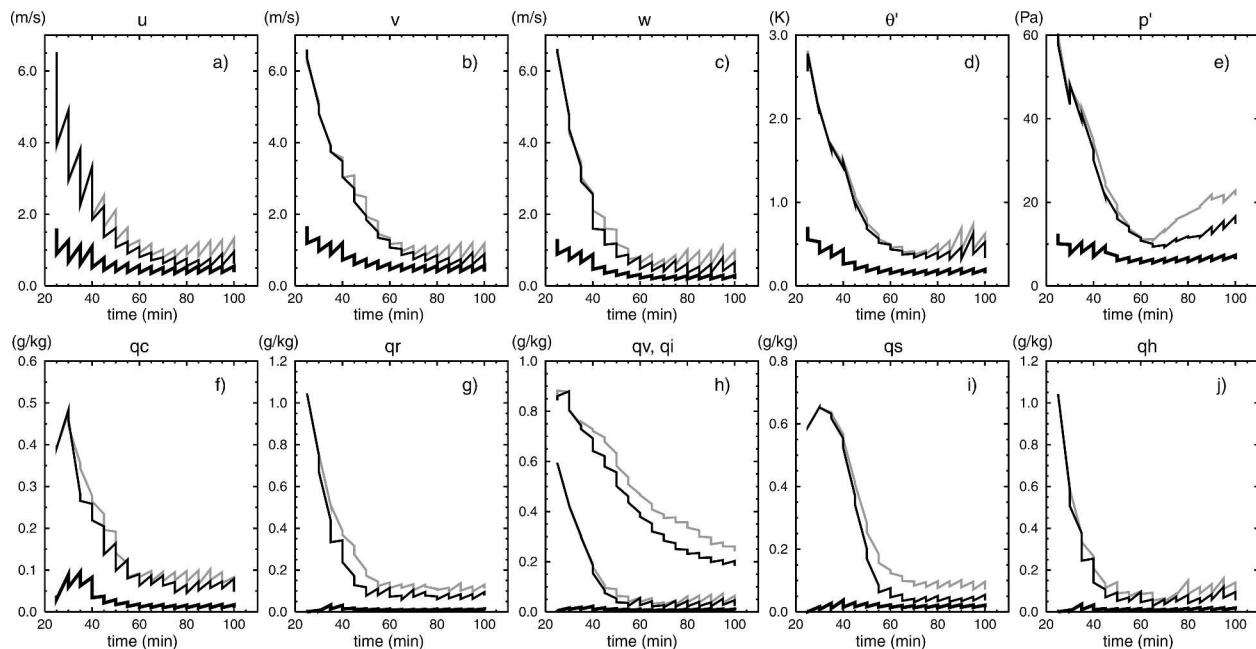 (m/s) u (m/s) v (m/s) w (K) θ' (Pa) p'
a) b) c) d) e)
6.0 6.0 6.0 3.0 60
4.0 4.0 4.0 2.0 40
2.0 2.0 2.0 1.0 20
0.0 0.0 0.0 0.0 0
20 40 60 80 100 20 40 60 80 100 20 40 60 80 100 20 40 60 80 100 20 40 60 80 100
time (min) time (min) time (min) time (min) time (min)
(g/kg) qc (g/kg) qr (g/kg) qv, qi (g/kg) qs (g/kg) qh
f) g) h) i) j)
0.6 1.2 1.0 0.8 1.2
0.5 1.0 0.8 0.6 1.0
0.4 0.8 0.6 0.4 0.8
0.3 0.6 0.4 0.2 0.6
0.2 0.4 0.2 0.0 0.4
0.1 0.2 0.0 0.2
0.0 0.0 0.0
20 40 60 80 100 20 40 60 80 100 20 40 60 80 100 20 40 60 80 100 20 40 60 80 100
time (min) time (min) time (min) time (min) time (min)